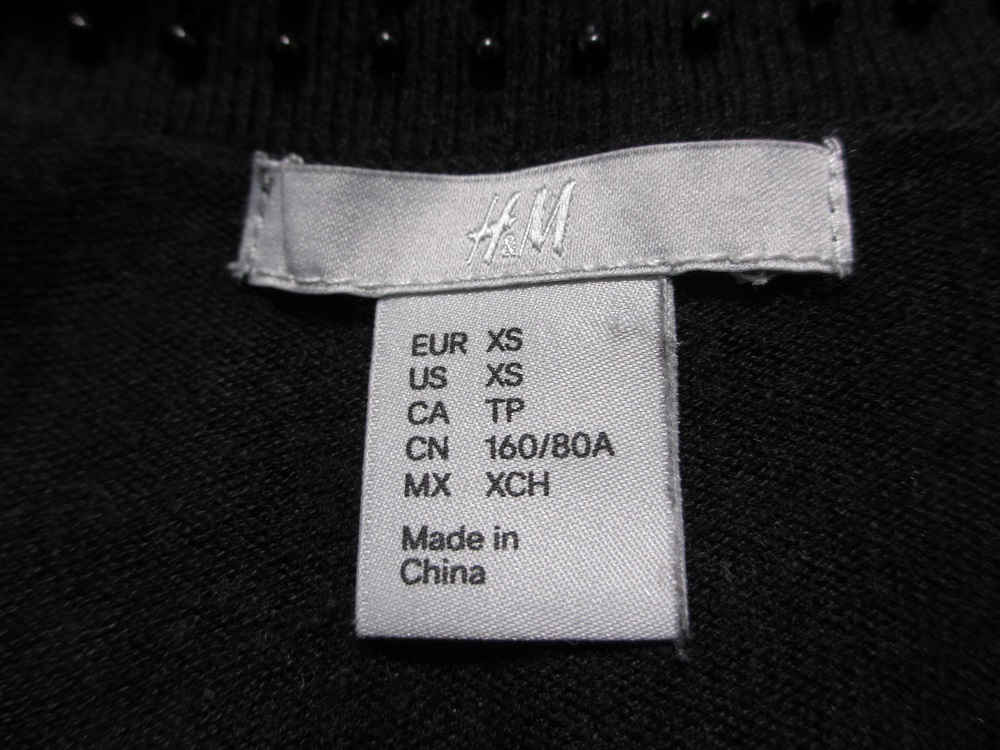 H&M
EUR XS
US XS
CA TP
CN 160/80A
MX XCH
Made in
China